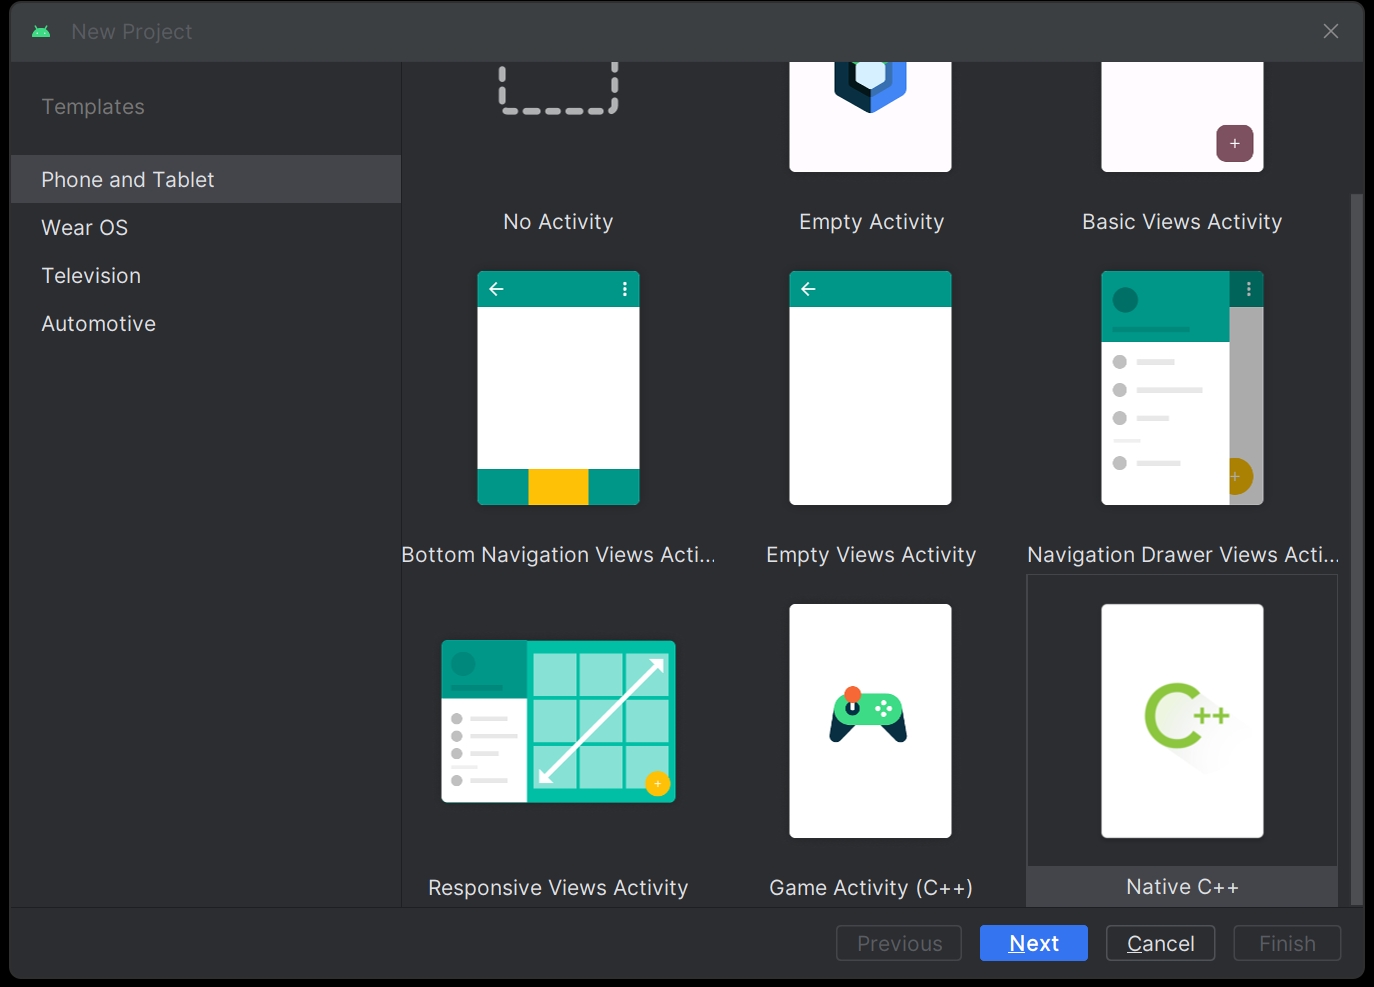 New Project
Templates
Phone and Tablet
Wear OS
Television
Automotive
No Activity
Empty Activity
Basic Views Activity
Bottom Navigation Views Acti...
Empty Views Activity
Navigation Drawer Views Acti...
C++
Responsive Views Activity
Game Activity (C++)
Native C++
Previous
Next
Cancel
Finish